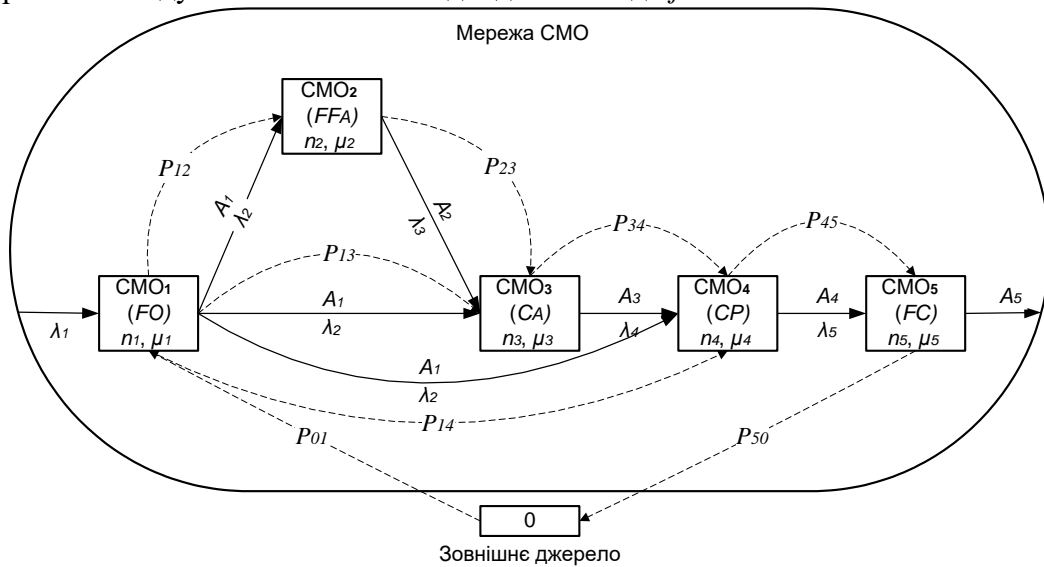 Мережа СМО
СМО2
(FFA)
n2, μ2
P12
P23
A1
λ2
A2
λ3
P13
P34
P45
СМО1
(FO)
n1, μ1
λ1
A1
λ2
СМО3
(CA)
n3, μ3
A3
λ4
СМО4
(CP)
n4, μ4
A4
λ5
СМО5
(FC)
n5, μ5
A5
A1
λ2
P14
P01
P50
0
Зовнішнє джерело